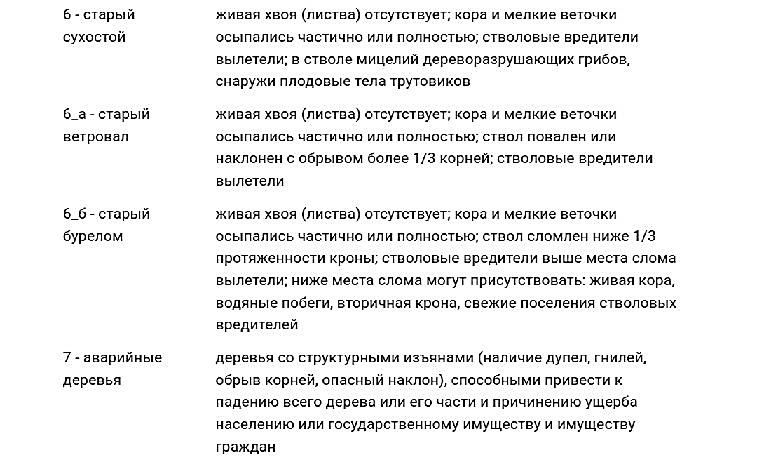 6 - старый сухостой
живая хвоя (листва) отсутствует; кора и мелкие веточки
осыпались частично или полностью; стволовые вредители
вылетели; в стволе мицелий дереворазрушающих грибов,
снаружи плодовые тела трутовиков
6_а - старый ветровал
живая хвоя (листва) отсутствует; кора и мелкие веточки
осыпались частично или полностью; ствол повален или
наклонен с обрывом более 1/3 корней; стволовые вредители
вылетели
6_б - старый бурелом
живая хвоя (листва) отсутствует; кора и мелкие веточки
осыпались частично или полностью; ствол сломлен ниже 1/3
протяженности кроны; стволовые вредители выше места слома
вылетели; ниже места слома могут присутствовать: живая кора,
водяные побеги, вторичная крона, свежие поселения стволовых
вредителей
7 - аварийные деревья
деревья со структурными изъянами (наличие дупел, гнилей,
обрыв корней, опасный наклон), способными привести к
падению всего дерева или его части и причинению ущерба
населению или государственному имуществу и имуществу
граждан